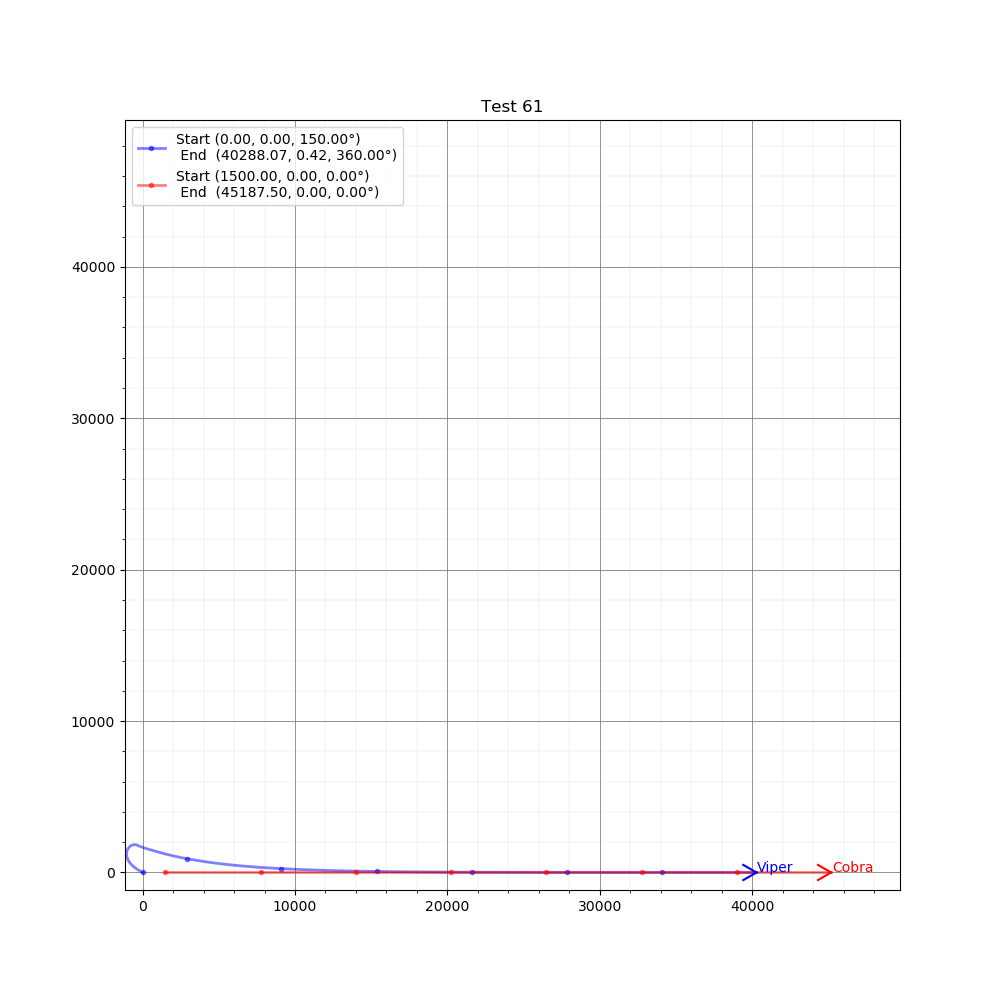 Test 61
Start (0.00, 0.00, 150.00°)
End (40288.07, 0.42, 360.00°)
Start (1500.00, 0.00, 0.00°)
End (45187.50, 0.00, 0.00°)
40000
30000
20000
10000
0
Viper
Cobra
0 10000 20000 30000 40000